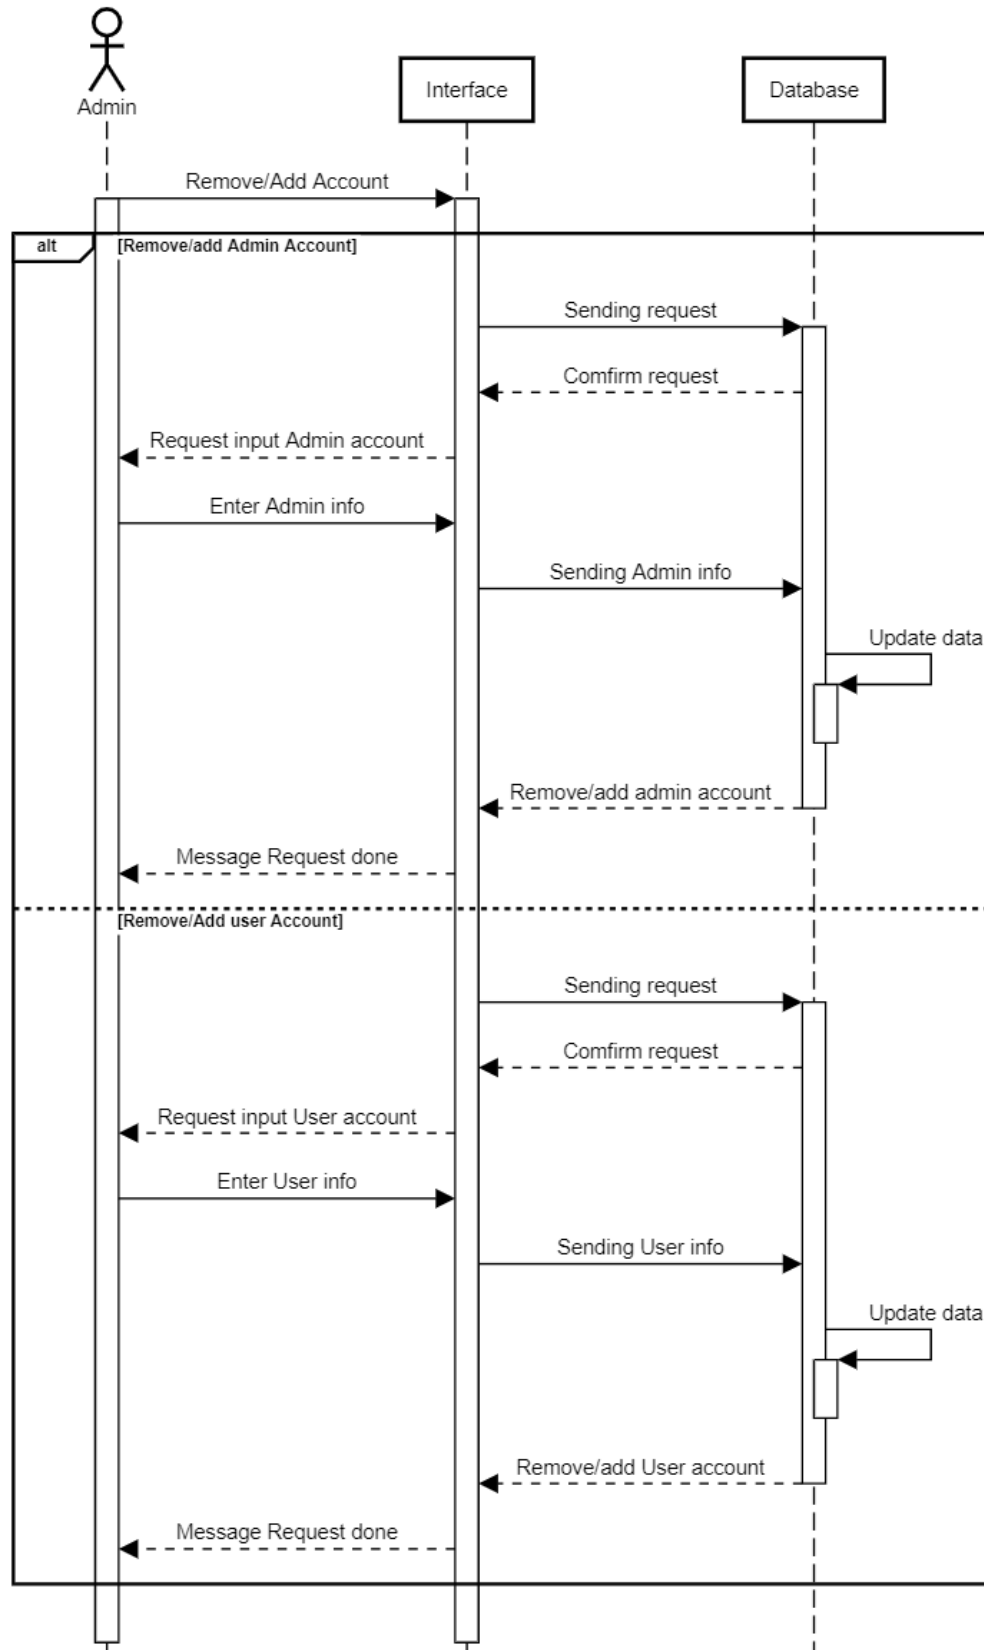 Admin
Interface
Database
Remove/Add Account
alt
[Remove/add Admin Account]
Sending request
Comfirm request
Request input Admin account
Enter Admin info
Sending Admin info
Update data
Remove/add admin account
Message Request done
[Remove/Add user Account]
Sending request
Comfirm request
Request input User account
Enter User info
Sending User info
Update data
Remove/add User account
Message Request done